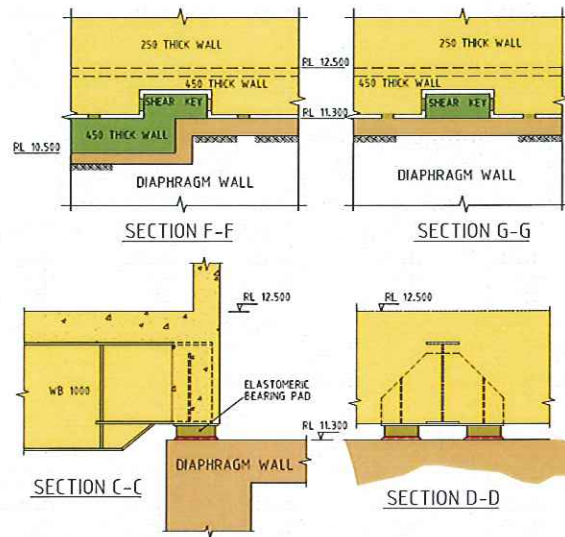 250 THICK WALL
RL 12.500
450 THICK WALL
SHEAR KEY
RL 11.300
450 THICK WALL
RL 10.500
DIAPHRAGM WALL
SECTION F-F
250 THICK WALL
450 THICK WALL
SHEAR KEY
DIAPHRAGM WALL
SECTION G-G
RL 12.500
WB 1000
ELASTOMERIC
BEARING PAD
DIAPHRAGM WALL
SECTION C-C
RL 12.500
RL 11.300
SECTION D-D